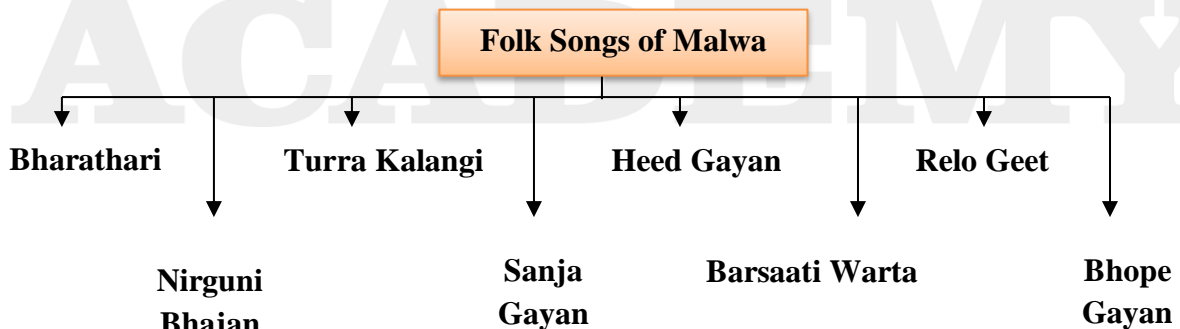 ACADEMY
Folk Songs of Malwa
Bharathari
Turra Kalangi
Heed Gayan
Relo Geet
Nirguni
Bhajan
Sanja
Gayan
Barsaati Warta
Bhope
Gayan